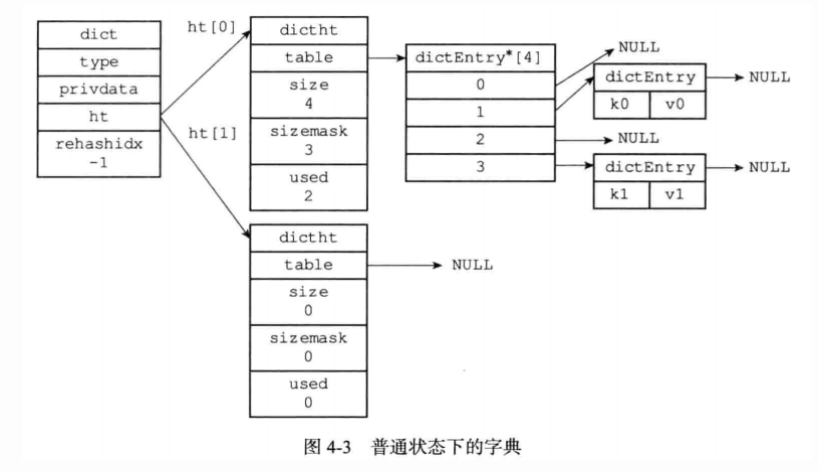 dict
type
privdata
ht
rehashidx
-1
ht[0]
ht[1]
dictht
table
size
4
sizemask
3
used
2
dictht
table
size
0
sizemask
0
used
0
NULL
dictEntry*[4]
0
1
2
3
NULL
dictEntry
k0 v0
NULL
NULL
dictEntry
k1 v1
NULL
图 4-3 普通状态下的字典